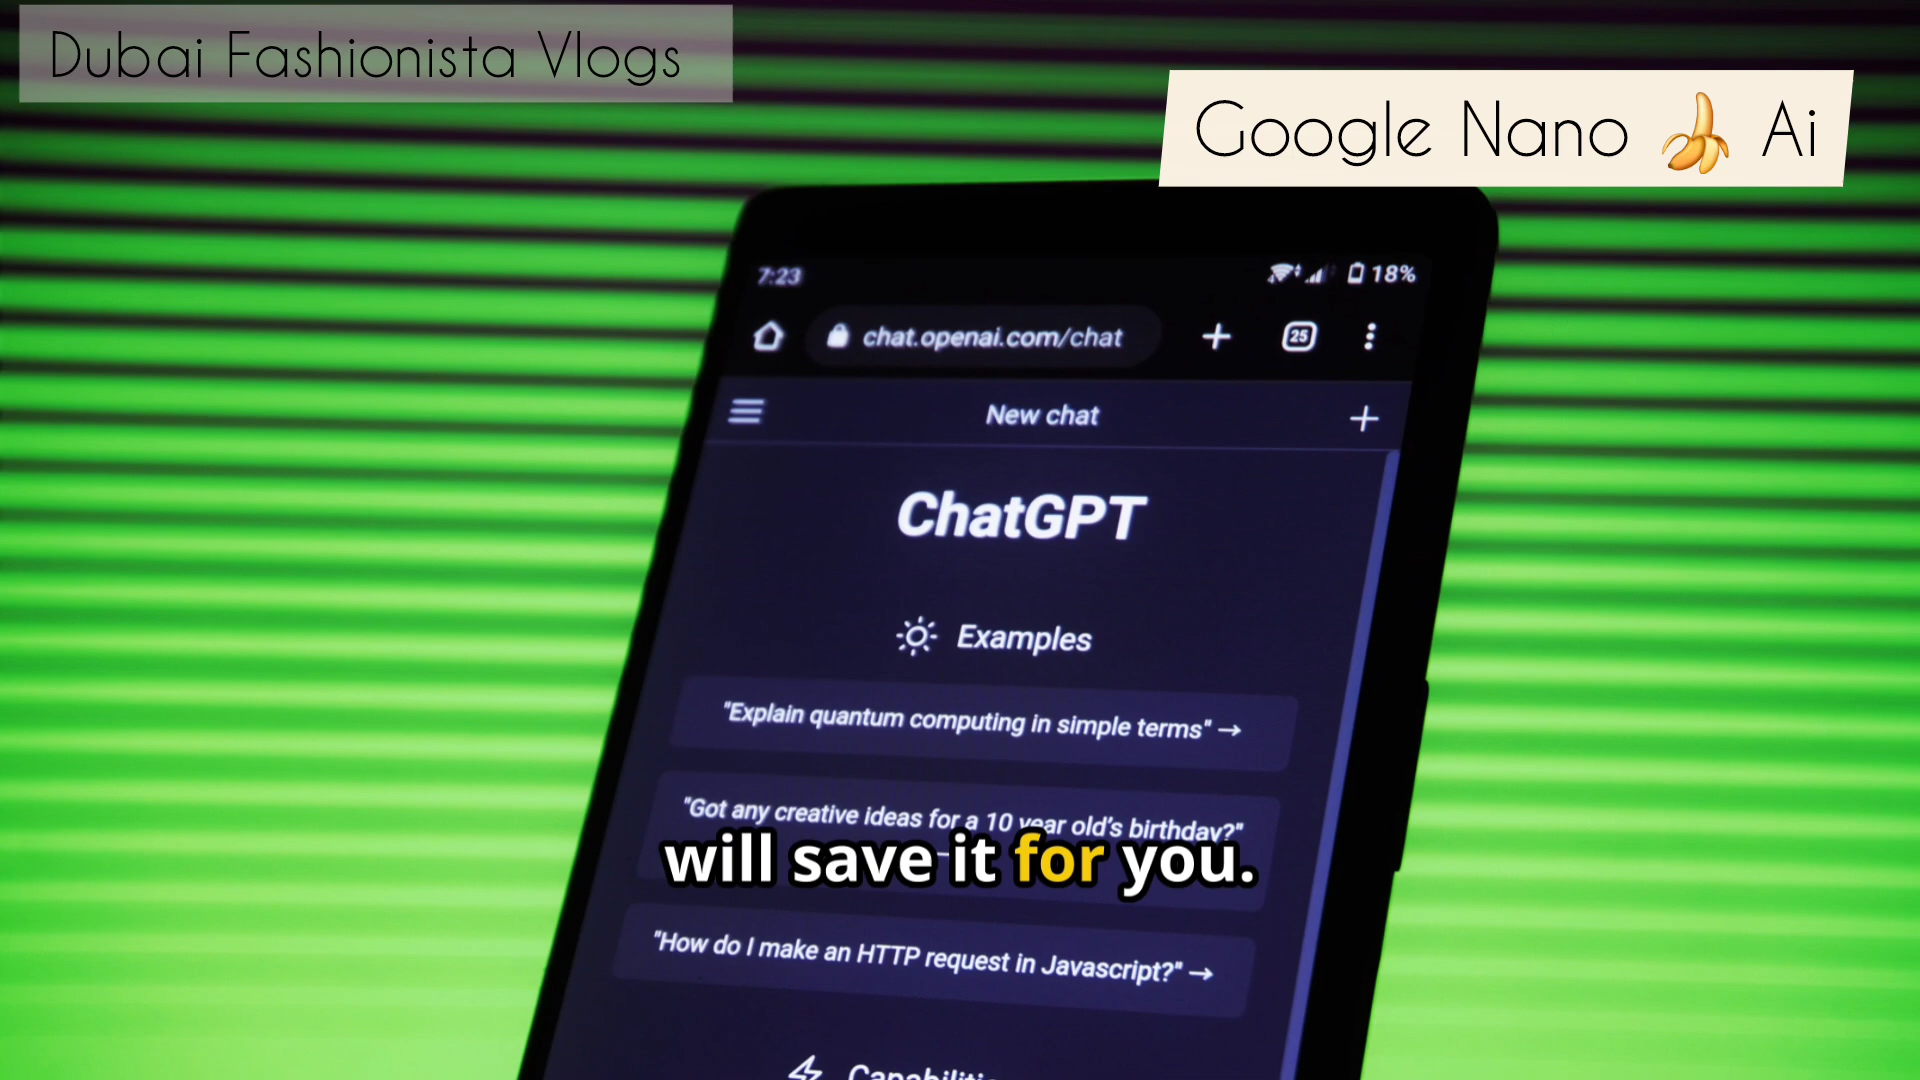 Dubai Fashionista Vlogs
Google Nano 🍌 Ai
7:23
18%
chat.openai.com/chat
25
New chat
ChatGPT
Examples
"Explain quantum computing in simple terms" →
"Got any creative ideas for a 10 year old's birthday?"
will save it for you.
"How do I make an HTTP request in Javascript?" →